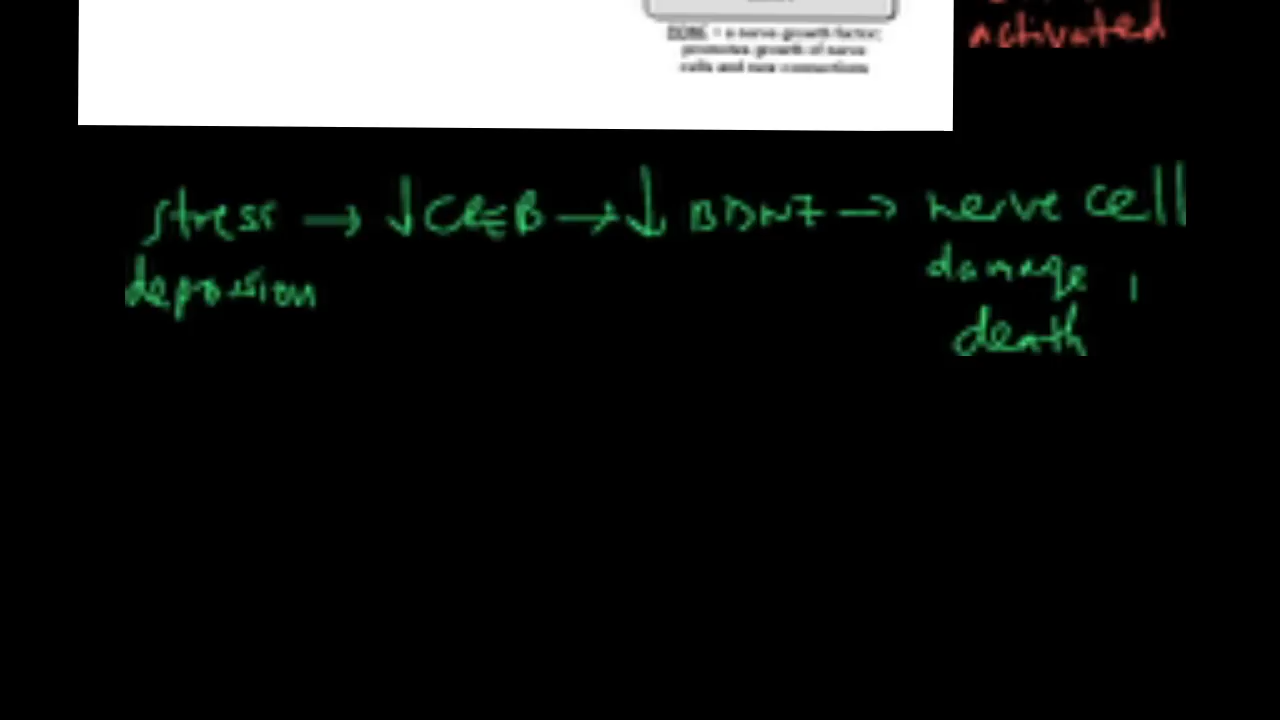 activated
BDNF = a nerve growth factor;
promotes growth of nerve
cells and new connections
stress → ↓ CREB → ↓ BDNF → nerve cell
depression
damage,
death